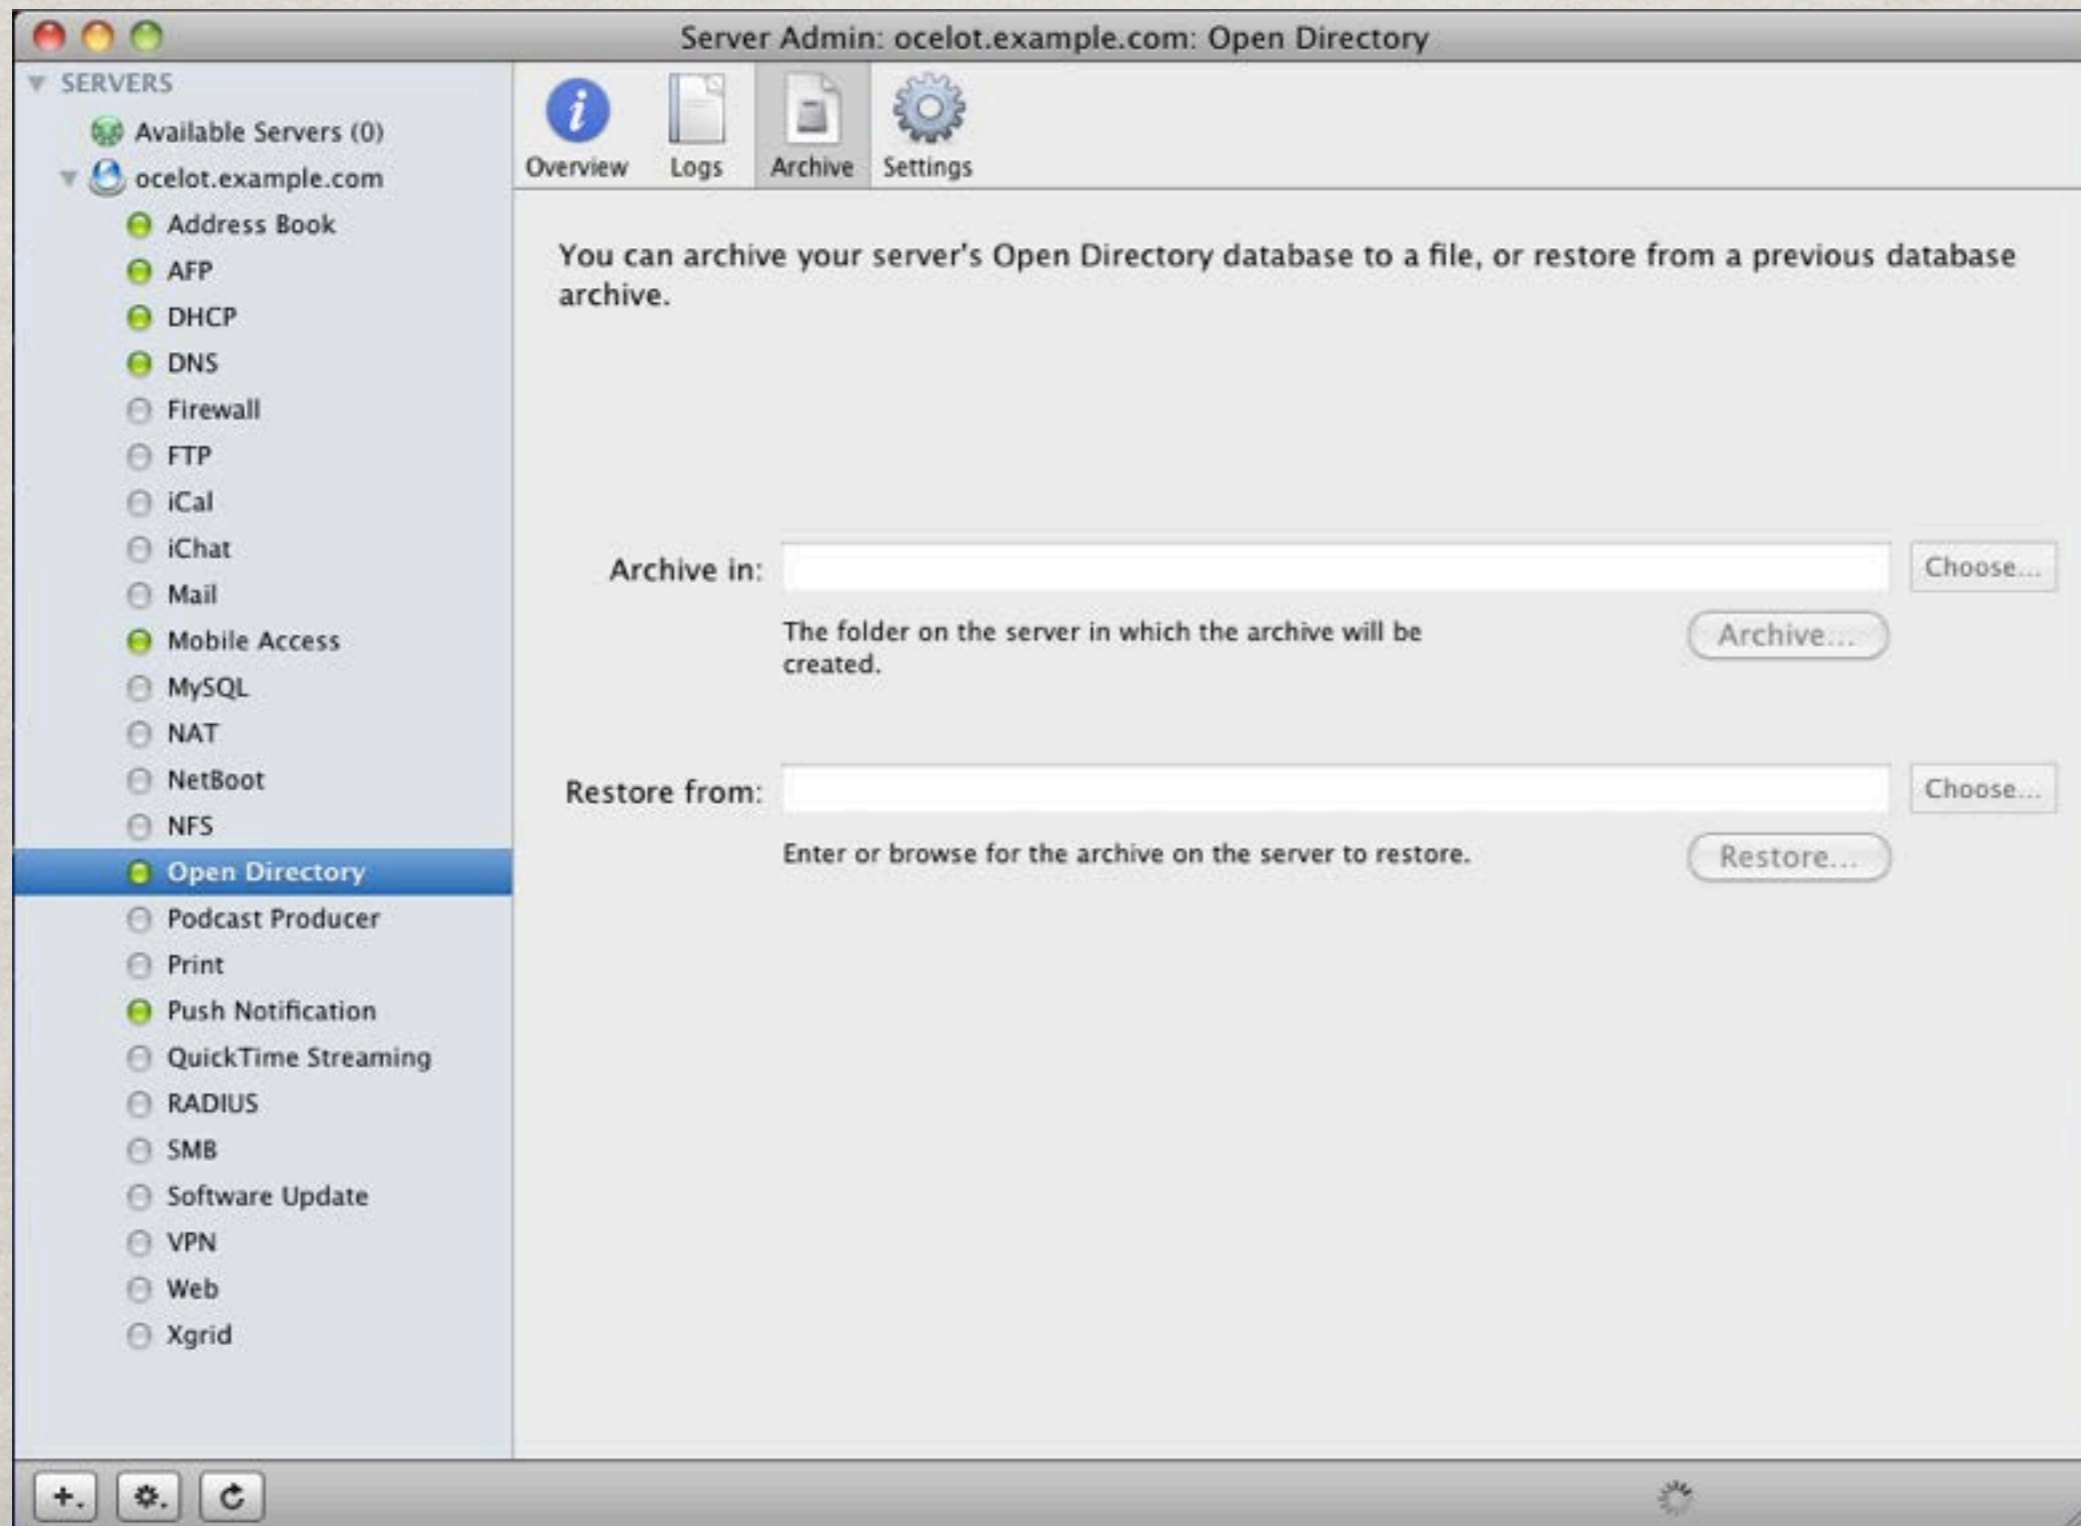 Server Admin: ocelot.example.com: Open Directory
SERVERS
Available Servers (0)
ocelot.example.com
Address Book
AFP
DHCP
DNS
Firewall
FTP
iCal
iChat
Mail
Mobile Access
MySQL
NAT
NetBoot
NFS
Open Directory
Podcast Producer
Print
Push Notification
QuickTime Streaming
RADIUS
SMB
Software Update
VPN
Web
Xgrid
Overview Logs Archive Settings
You can archive your server's Open Directory database to a file, or restore from a previous database
archive.
Archive in: Choose...
The folder on the server in which the archive will be
created.
Archive...
Restore from: Choose...
Enter or browse for the archive on the server to restore.
Restore...